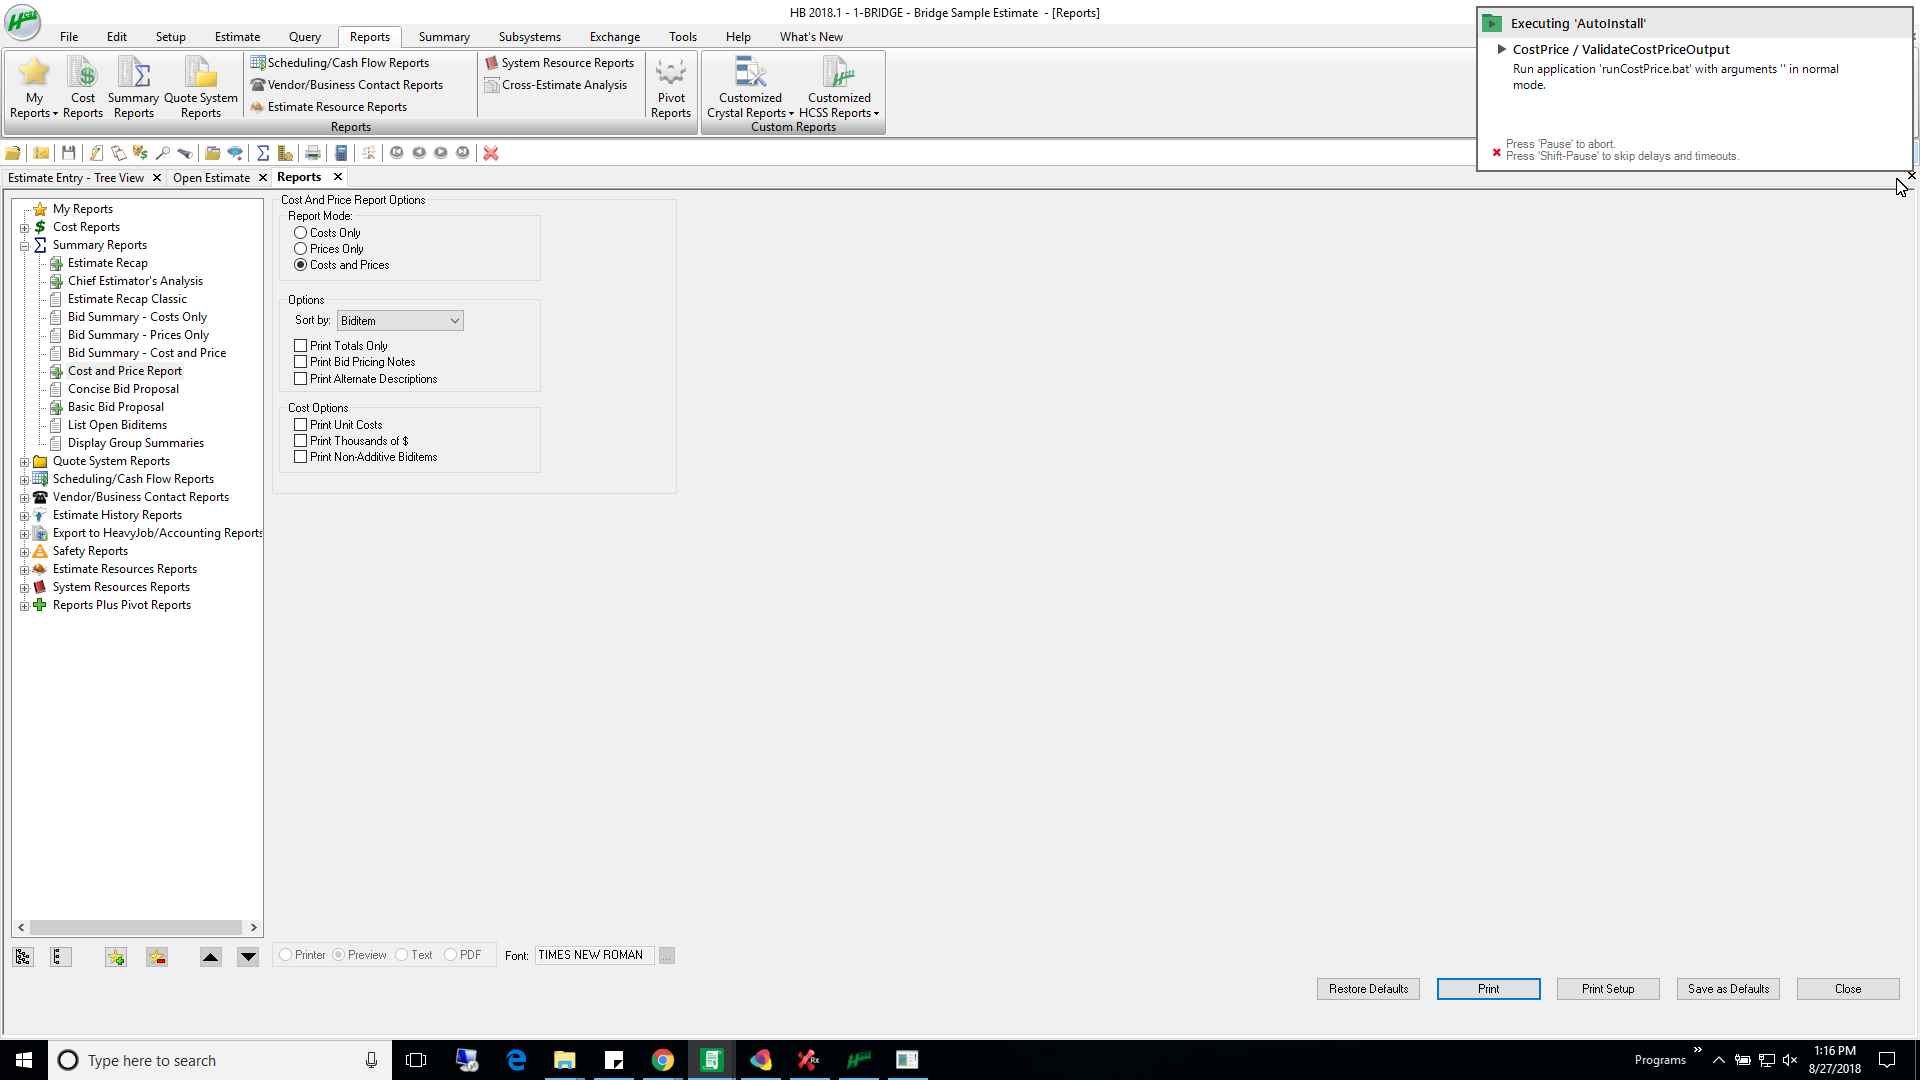 HB 2018.1 - 1-BRIDGE - Bridge Sample Estimate - [Reports]
File Edit Setup Estimate Query Reports Summary Subsystems Exchange Tools Help What's New
My Reports
Cost Reports
Summary Reports
Quote System Reports
Scheduling/Cash Flow Reports
Vendor/Business Contact Reports
Estimate Resource Reports
System Resource Reports
Cross-Estimate Analysis
Pivot Reports
Reports
Customized Crystal Reports
Customized HCSS Reports
Custom Reports
Executing 'AutoInstall'
CostPrice / ValidateCostPriceOutput
Run application 'runCostPrice.bat' with arguments '' in normal
mode.
Press 'Pause' to abort.
Press 'Shift-Pause' to skip delays and timeouts.
Estimate Entry - Tree View Open Estimate Reports
My Reports
Cost Reports
Summary Reports
Estimate Recap
Chief Estimator's Analysis
Estimate Recap Classic
Bid Summary - Costs Only
Bid Summary - Prices Only
Bid Summary - Cost and Price
Cost and Price Report
Concise Bid Proposal
Basic Bid Proposal
List Open Biditems
Display Group Summaries
Quote System Reports
Scheduling/Cash Flow Reports
Vendor/Business Contact Reports
Estimate History Reports
Export to HeavyJob/Accounting Reports
Safety Reports
Estimate Resources Reports
System Resources Reports
Reports Plus Pivot Reports
Cost And Price Report Options
Report Mode:
Costs Only
Prices Only
Costs and Prices
Options
Sort by: Biditem
Print Totals Only
Print Bid Pricing Notes
Print Alternate Descriptions
Cost Options
Print Unit Costs
Print Thousands of $
Print Non-Additive Biditems
Printer Preview Text PDF Font: TIMES NEW ROMAN ...
Restore Defaults Print Print Setup Save as Defaults Close
Type here to search
Programs
1:16 PM
8/27/2018